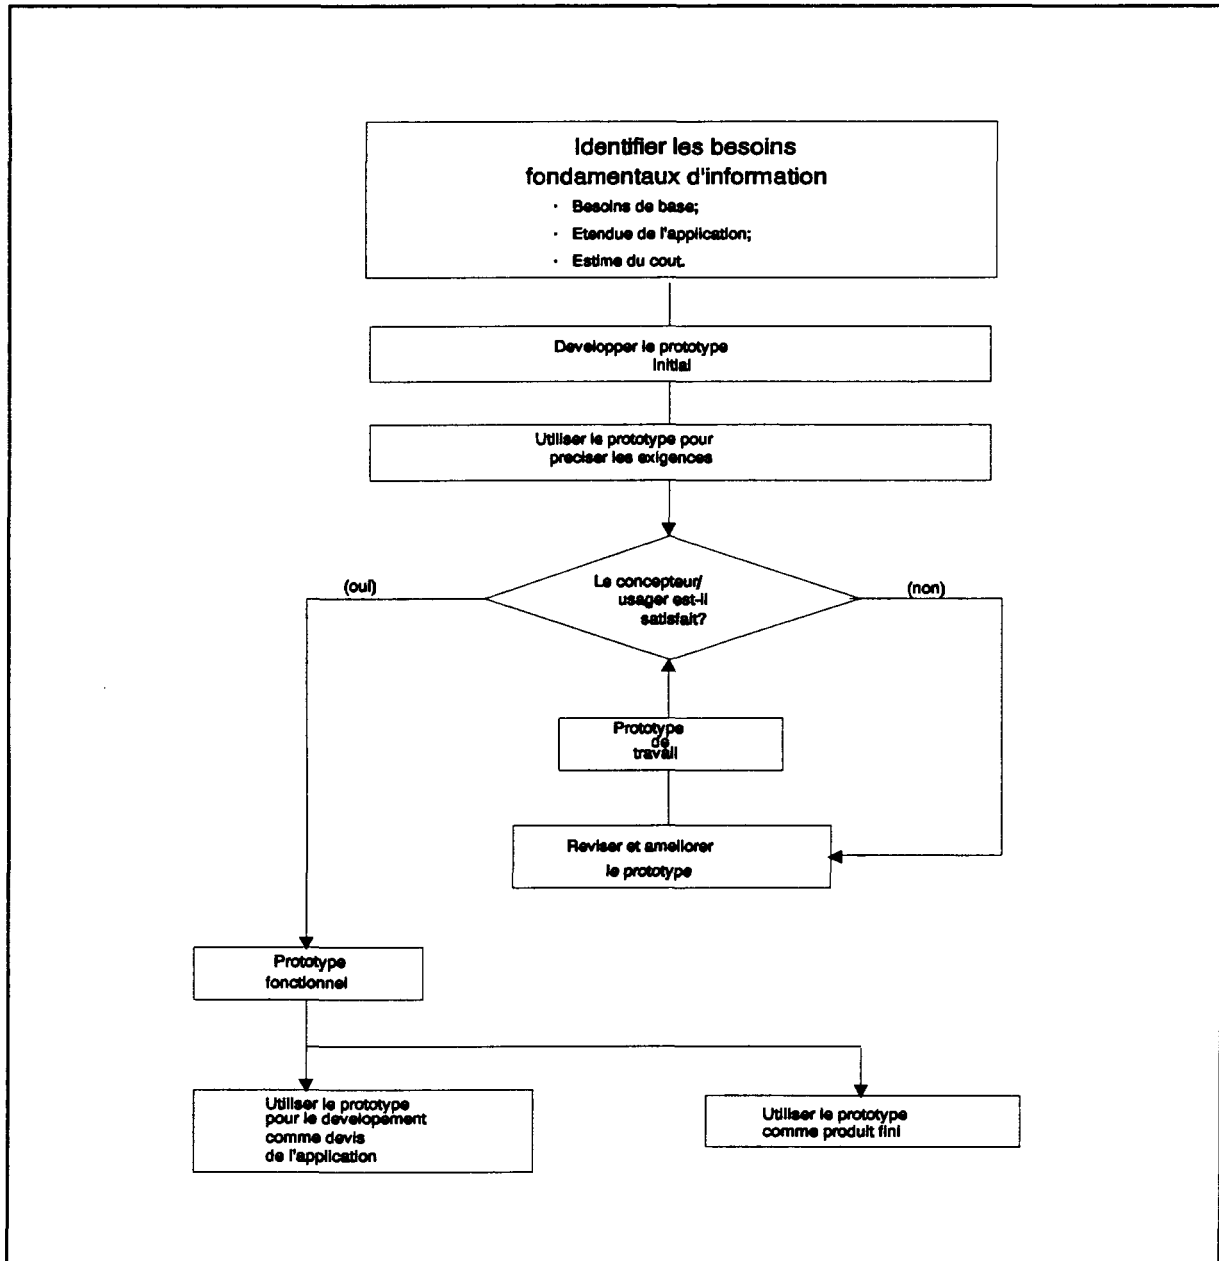 Identifier les besoins
fondamentaux d'information
· Besoins de base;
· Etendue de l'application;
· Estime du cout.
Developper le prototype
initial
Utiliser le prototype pour
preciser les exigences
Le concepteur/
usager est-il
satisfait?
(oui)
(non)
Prototype
de
travail
Reviser et ameliorer
le prototype
Prototype
fonctionnel
Utiliser le prototype
pour le developement
comme devis
de l'application
Utiliser le prototype
comme produit fini